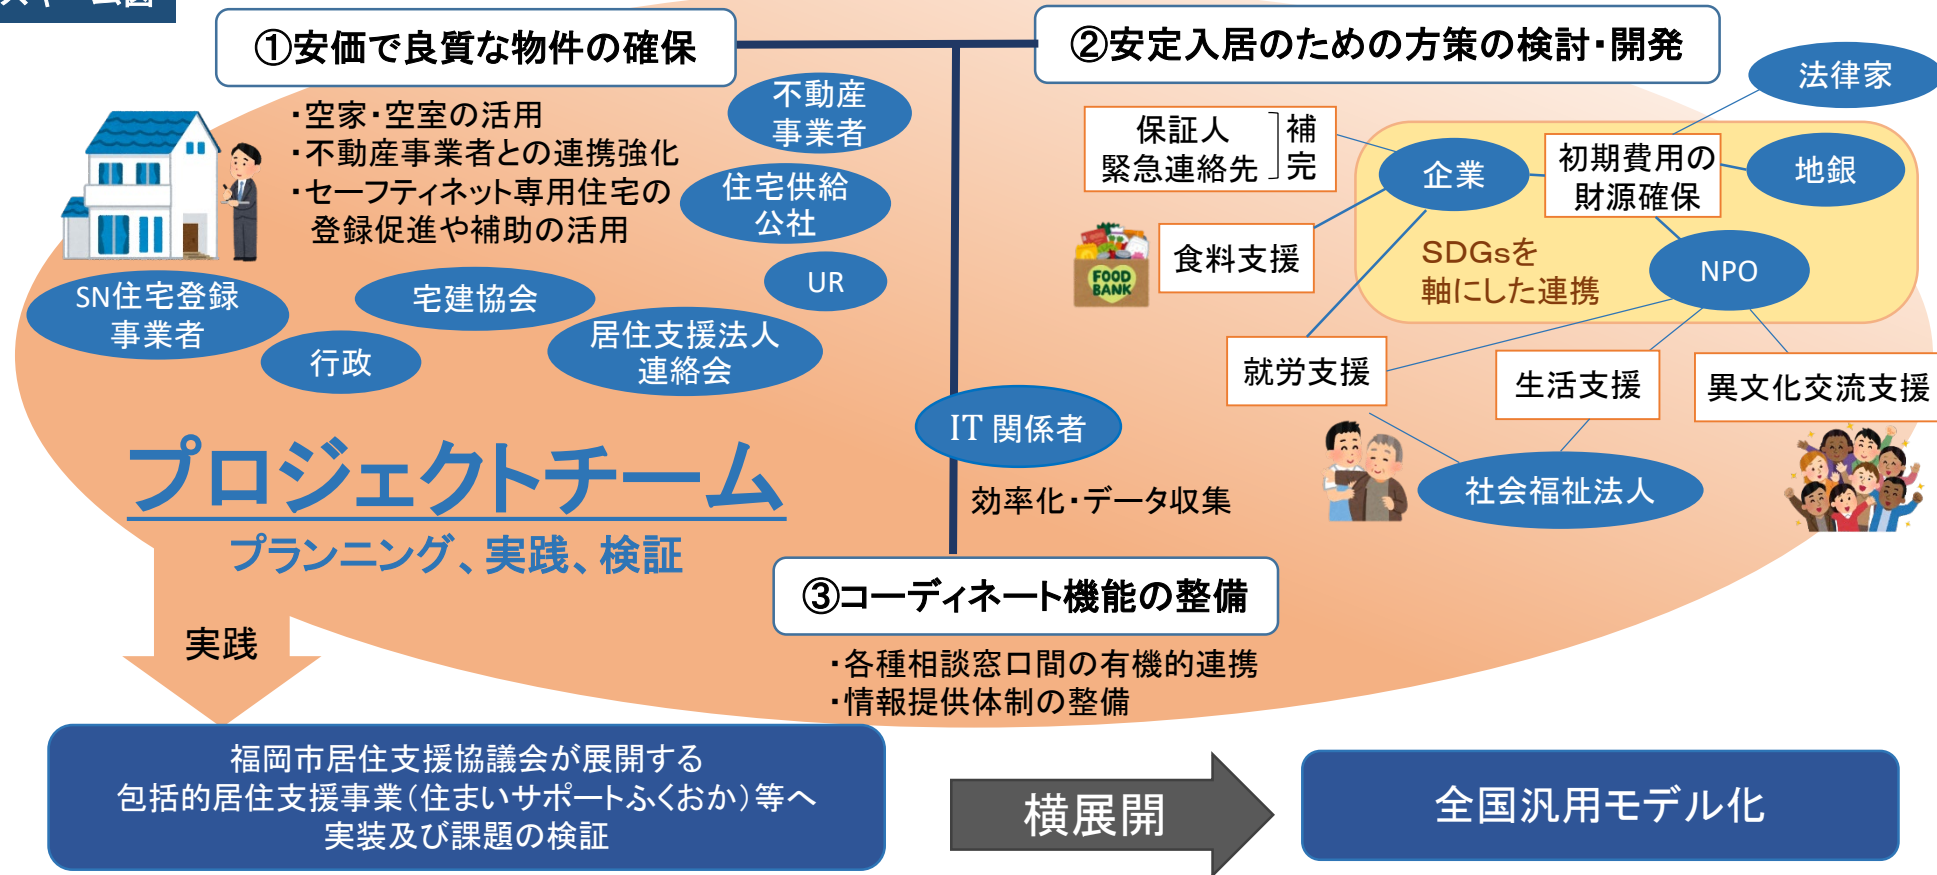 スキーム図
①安価で良質な物件の確保
・空家・空室の活用
・不動産事業者との連携強化
・セーフティネット専用住宅の
登録促進や補助の活用
不動産
事業者
住宅供給
公社
UR
SN住宅登録
事業者
宅建協会
行政
居住支援法人
連絡会
②安定入居のための方策の検討・開発
法律家
保証人
緊急連絡先
補
完
企業
初期費用の
財源確保
地銀
食料支援
FOOD
BANK
SDGsを
軸にした連携
NPO
就労支援
生活支援
異文化交流支援
社会福祉法人
IT 関係者
効率化・データ収集
プロジェクトチーム
プランニング、実践、検証
③コーディネート機能の整備
・各種相談窓口間の有機的連携
・情報提供体制の整備
実践
福岡市居住支援協議会が展開する
包括的居住支援事業(住まいサポートふくおか)等へ
実装及び課題の検証
横展開
全国汎用モデル化